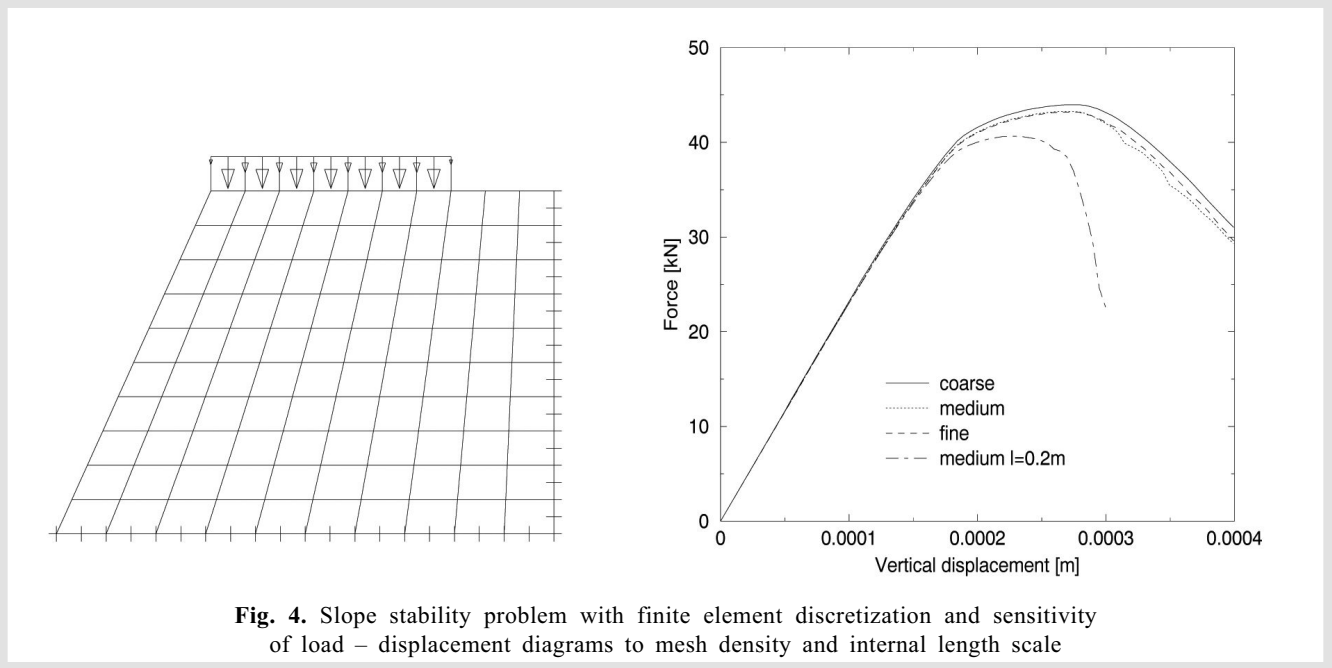 50
40
30
20
10
0
Force [kN]
coarse
medium
fine
medium l=0.2m
0 0.0001 0.0002 0.0003 0.0004
Vertical displacement [m]
Fig. 4. Slope stability problem with finite element discretization and sensitivity
of load – displacement diagrams to mesh density and internal length scale